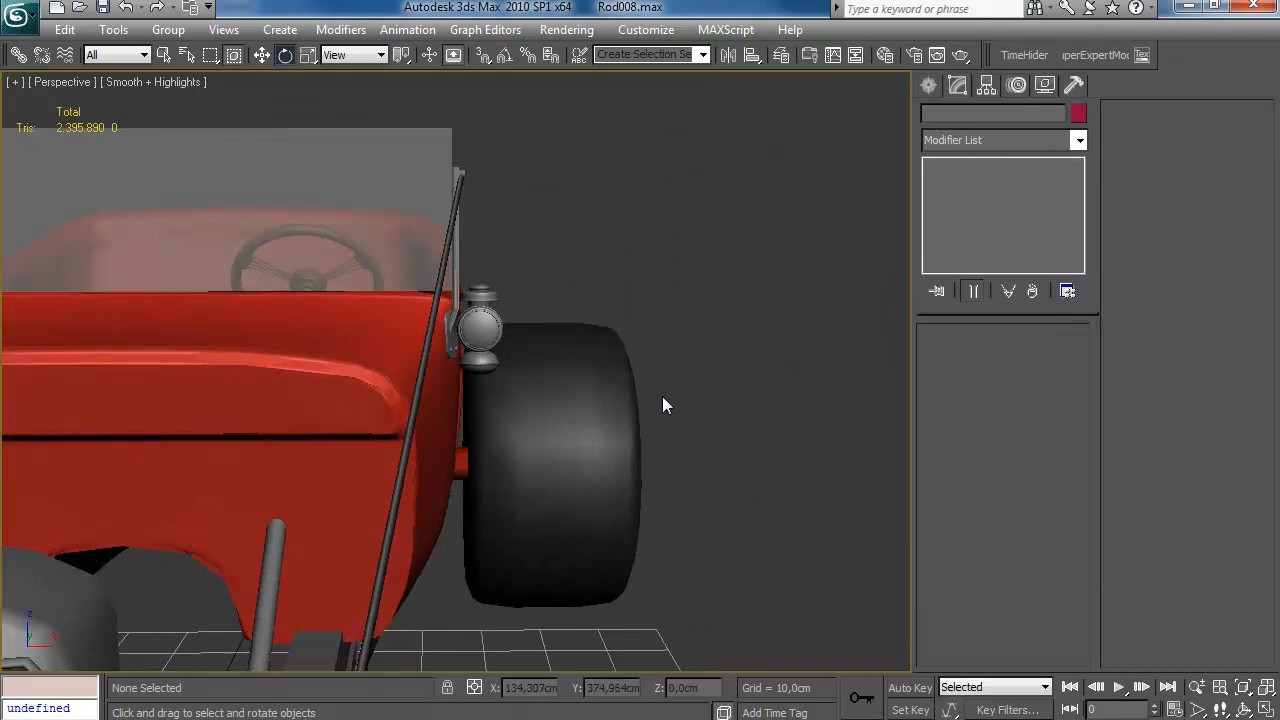 Autodesk 3ds Max 2010 SP1 x64 Rod008.max
Type a keyword or phrase
Edit Tools Group Views Create Modifiers Animation Graph Editors Rendering Customize MAXScript Help
All View Create Selection Se TimeHider perExpertMod Tex
[ + ] [ Perspective ] [ Smooth + Highlights ]
Total
Tris: 2.395.890 0
Modifier List
z
y x
None Selected X: 134,307cm Y: 374,964cm Z: 0,0cm Grid = 10,0cm Auto Key Selected
undefined Click and drag to select and rotate objects Add Time Tag Set Key Key Filters... 0